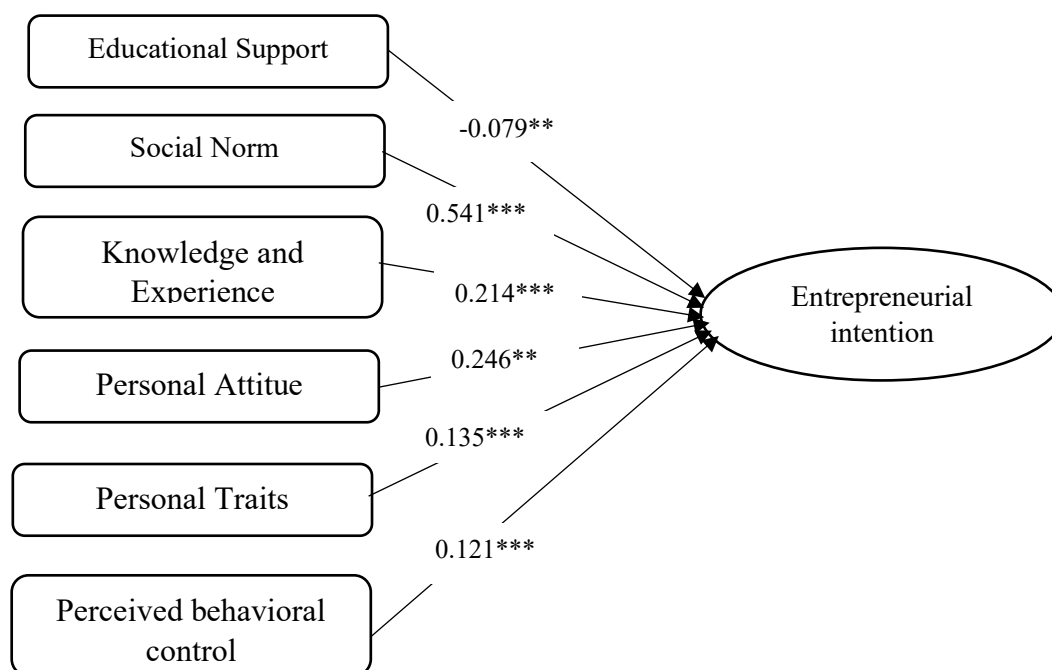 Educational Support
-0.079**
Social Norm
0.541***
Knowledge and
Experience
0.214***
Entrepreneurial
intention
Personal Attitue
0.246**
0.135***
Personal Traits
0.121***
Perceived behavioral
control